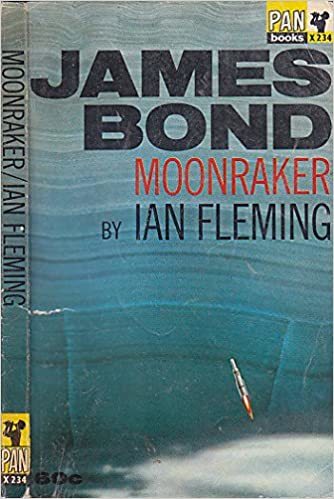 MOONRAKER/IAN FLEMING
PAN
X 234
PAN
books
X 234
JAMES
BOND
MOONRAKER
BY IAN FLEMING
60c